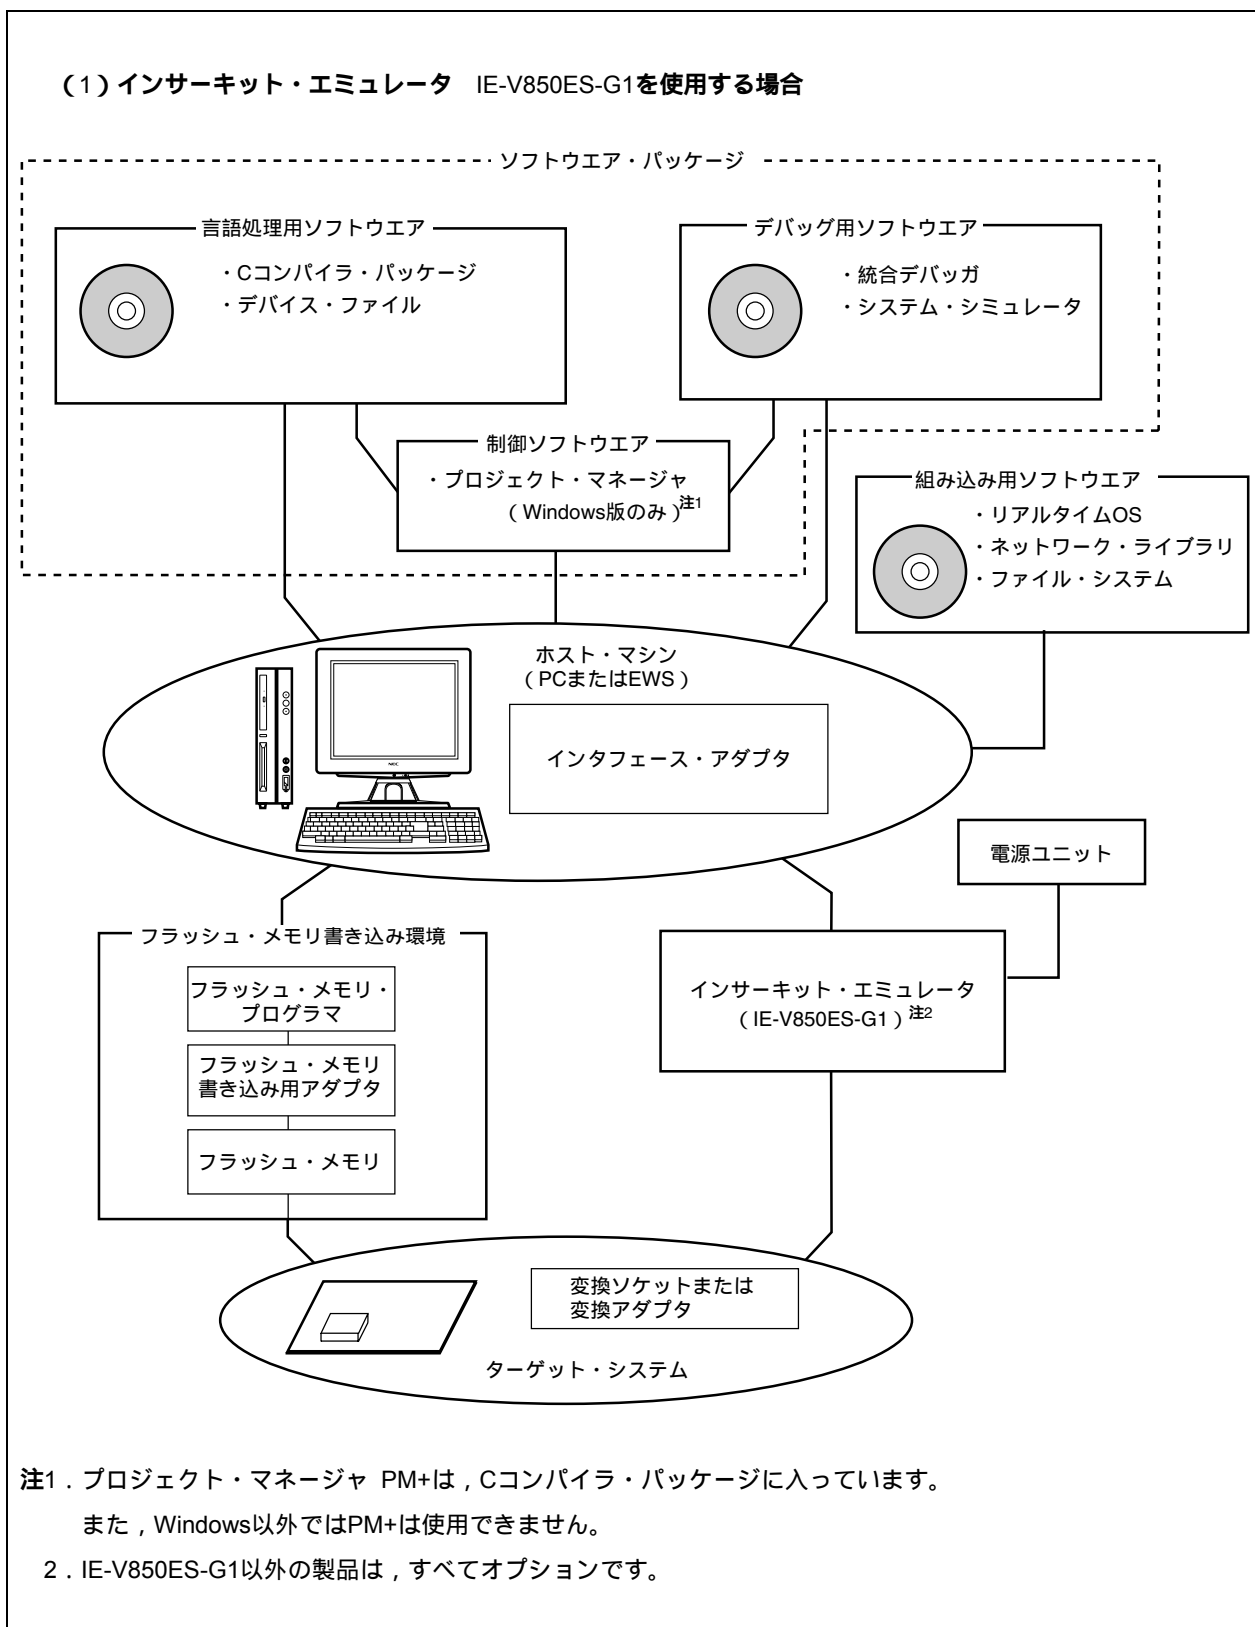 （1）インサーキット・エミュレータ　IE-V850ES-G1を使用する場合
ソフトウエア・パッケージ
言語処理用ソフトウエア
・Cコンパイラ・パッケージ
・デバイス・ファイル
デバッグ用ソフトウエア
・統合デバッガ
・システム・シミュレータ
制御ソフトウエア
・プロジェクト・マネージャ
（Windows版のみ）注1
組み込み用ソフトウエア
・リアルタイムOS
・ネットワーク・ライブラリ
・ファイル・システム
ホスト・マシン
（PCまたはEWS）
インタフェース・アダプタ
NEC
電源ユニット
フラッシュ・メモリ書き込み環境
フラッシュ・メモリ・
プログラマ
フラッシュ・メモリ
書き込み用アダプタ
フラッシュ・メモリ
インサーキット・エミュレータ
（IE-V850ES-G1）注2
変換ソケットまたは
変換アダプタ
ターゲット・システム
注1．プロジェクト・マネージャ PM+は，Cコンパイラ・パッケージに入っています。
また，Windows以外ではPM+は使用できません。
2．IE-V850ES-G1以外の製品は，すべてオプションです。